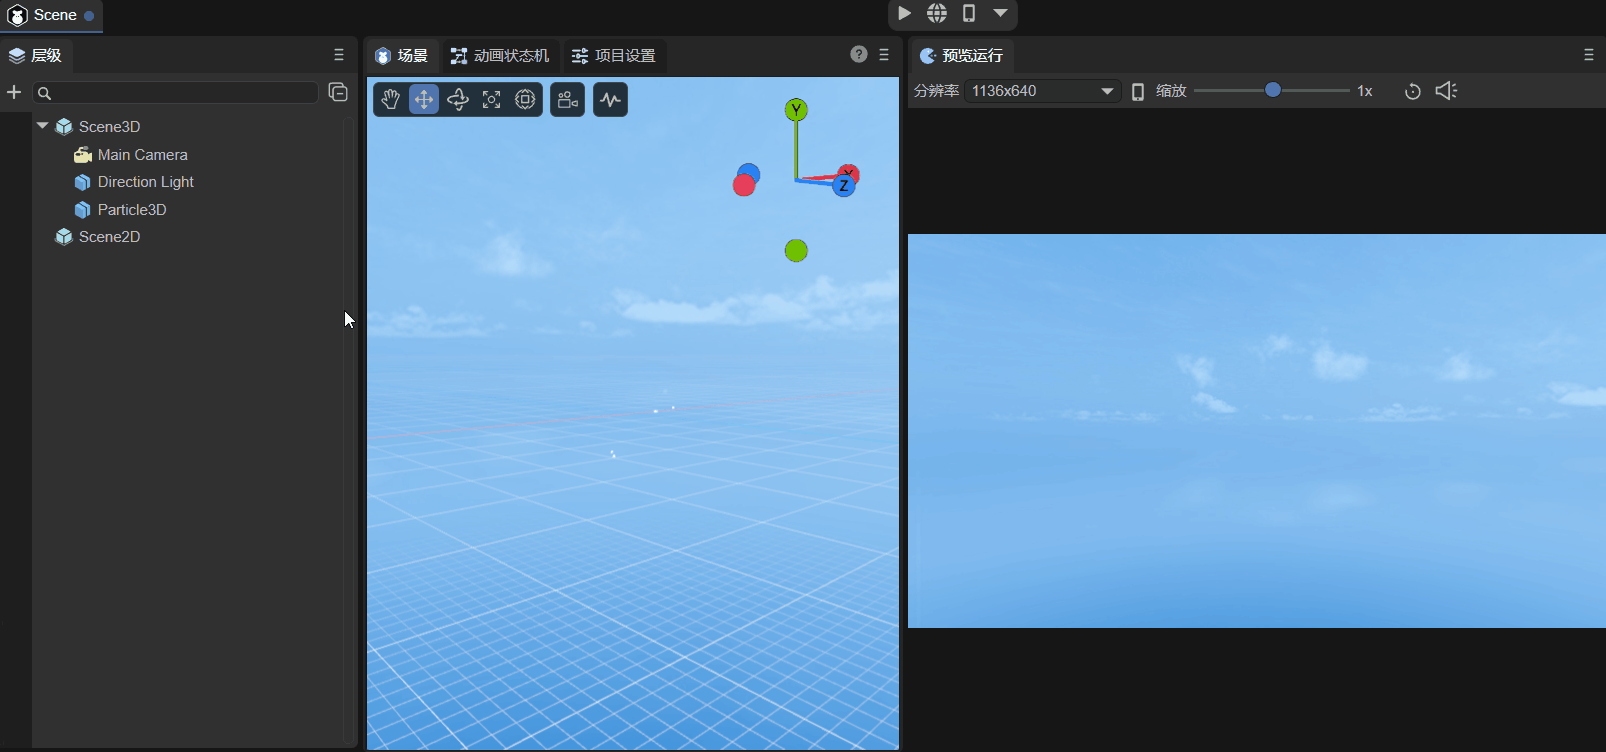 Scene
层级
场景
动画状态机
项目设置
?
预览运行
分辨率
1136x640
缩放
1x
Scene3D
Main Camera
Direction Light
Particle3D
Scene2D
Y
X
Z